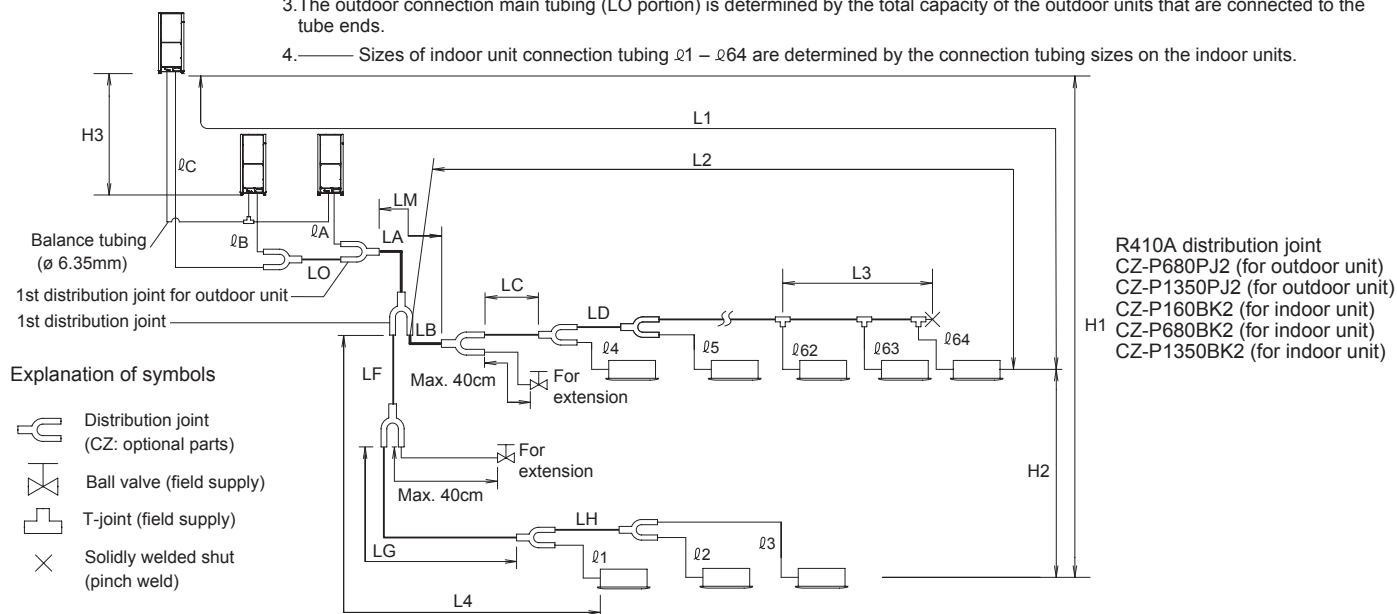 3.The outdoor connection main tubing (LO portion) is determined by the total capacity of the outdoor units that are connected to the
tube ends.
4.——— Sizes of indoor unit connection tubing ℓ1 – ℓ64 are determined by the connection tubing sizes on the indoor units.
H3
ℓC
L1
L2
LM
LA
ℓA
ℓB
LO
Balance tubing
(ø 6.35mm)
1st distribution joint for outdoor unit
1st distribution joint
LB
LC
LD
L3
ℓ4
ℓ5
ℓ62
ℓ63
ℓ64
Max. 40cm
For
extension
H1
R410A distribution joint
CZ-P680PJ2 (for outdoor unit)
CZ-P1350PJ2 (for outdoor unit)
CZ-P160BK2 (for indoor unit)
CZ-P680BK2 (for indoor unit)
CZ-P1350BK2 (for indoor unit)
Explanation of symbols
Distribution joint
(CZ: optional parts)
Ball valve (field supply)
T-joint (field supply)
Solidly welded shut
(pinch weld)
LF
For
extension
Max. 40cm
H2
LG
LH
ℓ1
ℓ2
ℓ3
L4